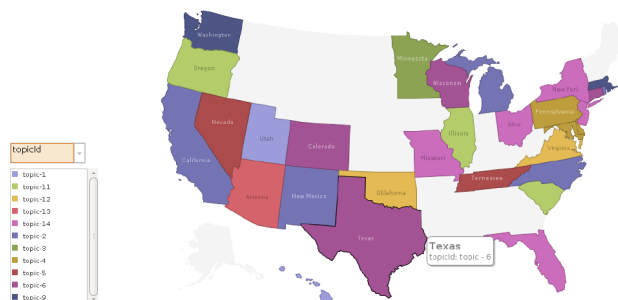 Washington
Oregon
Minnesota
Wisconsin
New York
Nevada
Pennsylvania
Ohio
Illinois
Utah
Colorado
Virginia
topicId
California
Missouri
topic-1
Tennessee
topic-11
Arizona
New Mexico
Oklahoma
topic-12
topic-13
topic-14
topic-2
Texas
Texas
topicId: topic - 6
topic-3
topic-4
topic-5
topic-6
topic-9